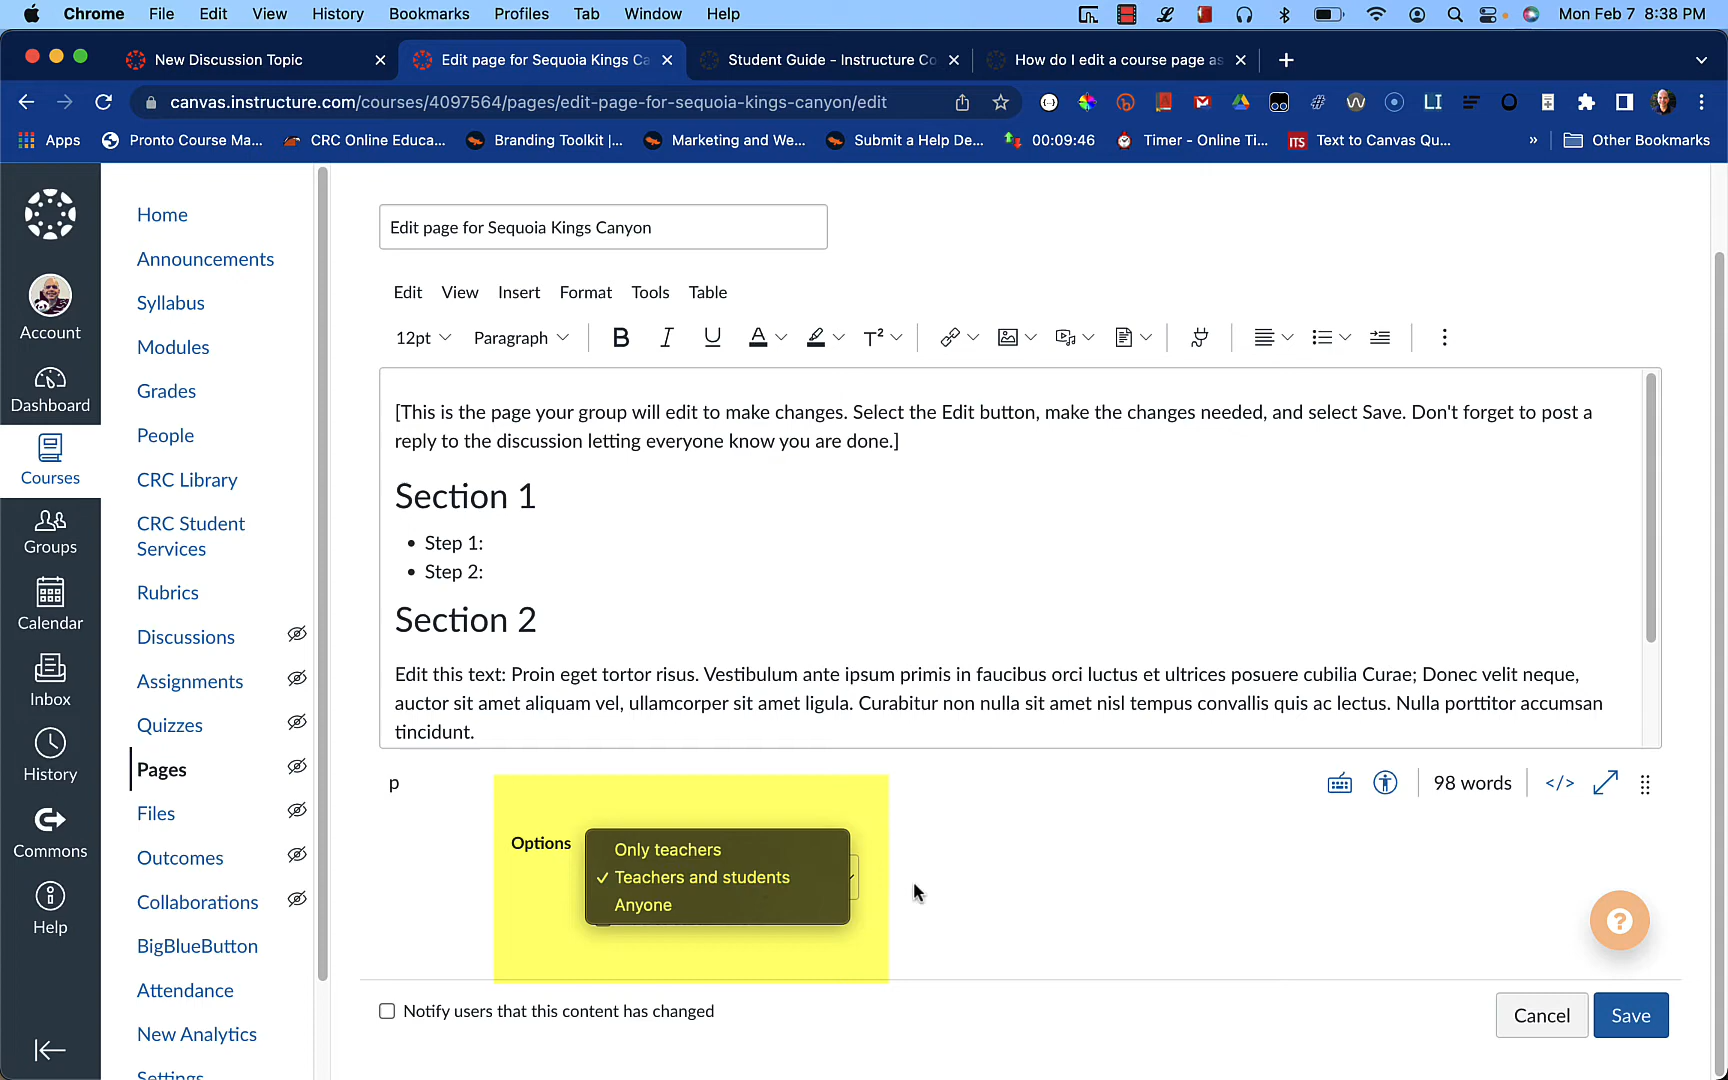 Chrome File Edit View History Bookmarks Profiles Tab Window Help Mon Feb 7 8:38 PM
New Discussion Topic
Edit page for Sequoia Kings Ca
Student Guide - Instructure Co
How do I edit a course page as
canvas.instructure.com/courses/4097564/pages/edit-page-for-sequoia-kings-canyon/edit
Apps Pronto Course Ma... CRC Online Educa... Branding Toolkit |... Marketing and We... Submit a Help De... 00:09:46 Timer - Online Ti... ITS Text to Canvas Qu... » Other Bookmarks
Account
Dashboard
Courses
Groups
Calendar
Inbox
History
Commons
Help
Home
Announcements
Syllabus
Modules
Grades
People
CRC Library
CRC Student
Services
Rubrics
Discussions
Assignments
Quizzes
Pages
Files
Outcomes
Collaborations
BigBlueButton
Attendance
New Analytics
Settings
Edit page for Sequoia Kings Canyon
Edit View Insert Format Tools Table
12pt Paragraph B I U A T²
[This is the page your group will edit to make changes. Select the Edit button, make the changes needed, and select Save. Don't forget to post a
reply to the discussion letting everyone know you are done.]
Section 1
• Step 1:
• Step 2:
Section 2
Edit this text: Proin eget tortor risus. Vestibulum ante ipsum primis in faucibus orci luctus et ultrices posuere cubilia Curae; Donec velit neque,
auctor sit amet aliquam vel, ullamcorper sit amet ligula. Curabitur non nulla sit amet nisl tempus convallis quis ac lectus. Nulla porttitor accumsan
tincidunt.
p
98 words </>
Options
Only teachers
✓ Teachers and students
Anyone
Notify users that this content has changed
Cancel Save